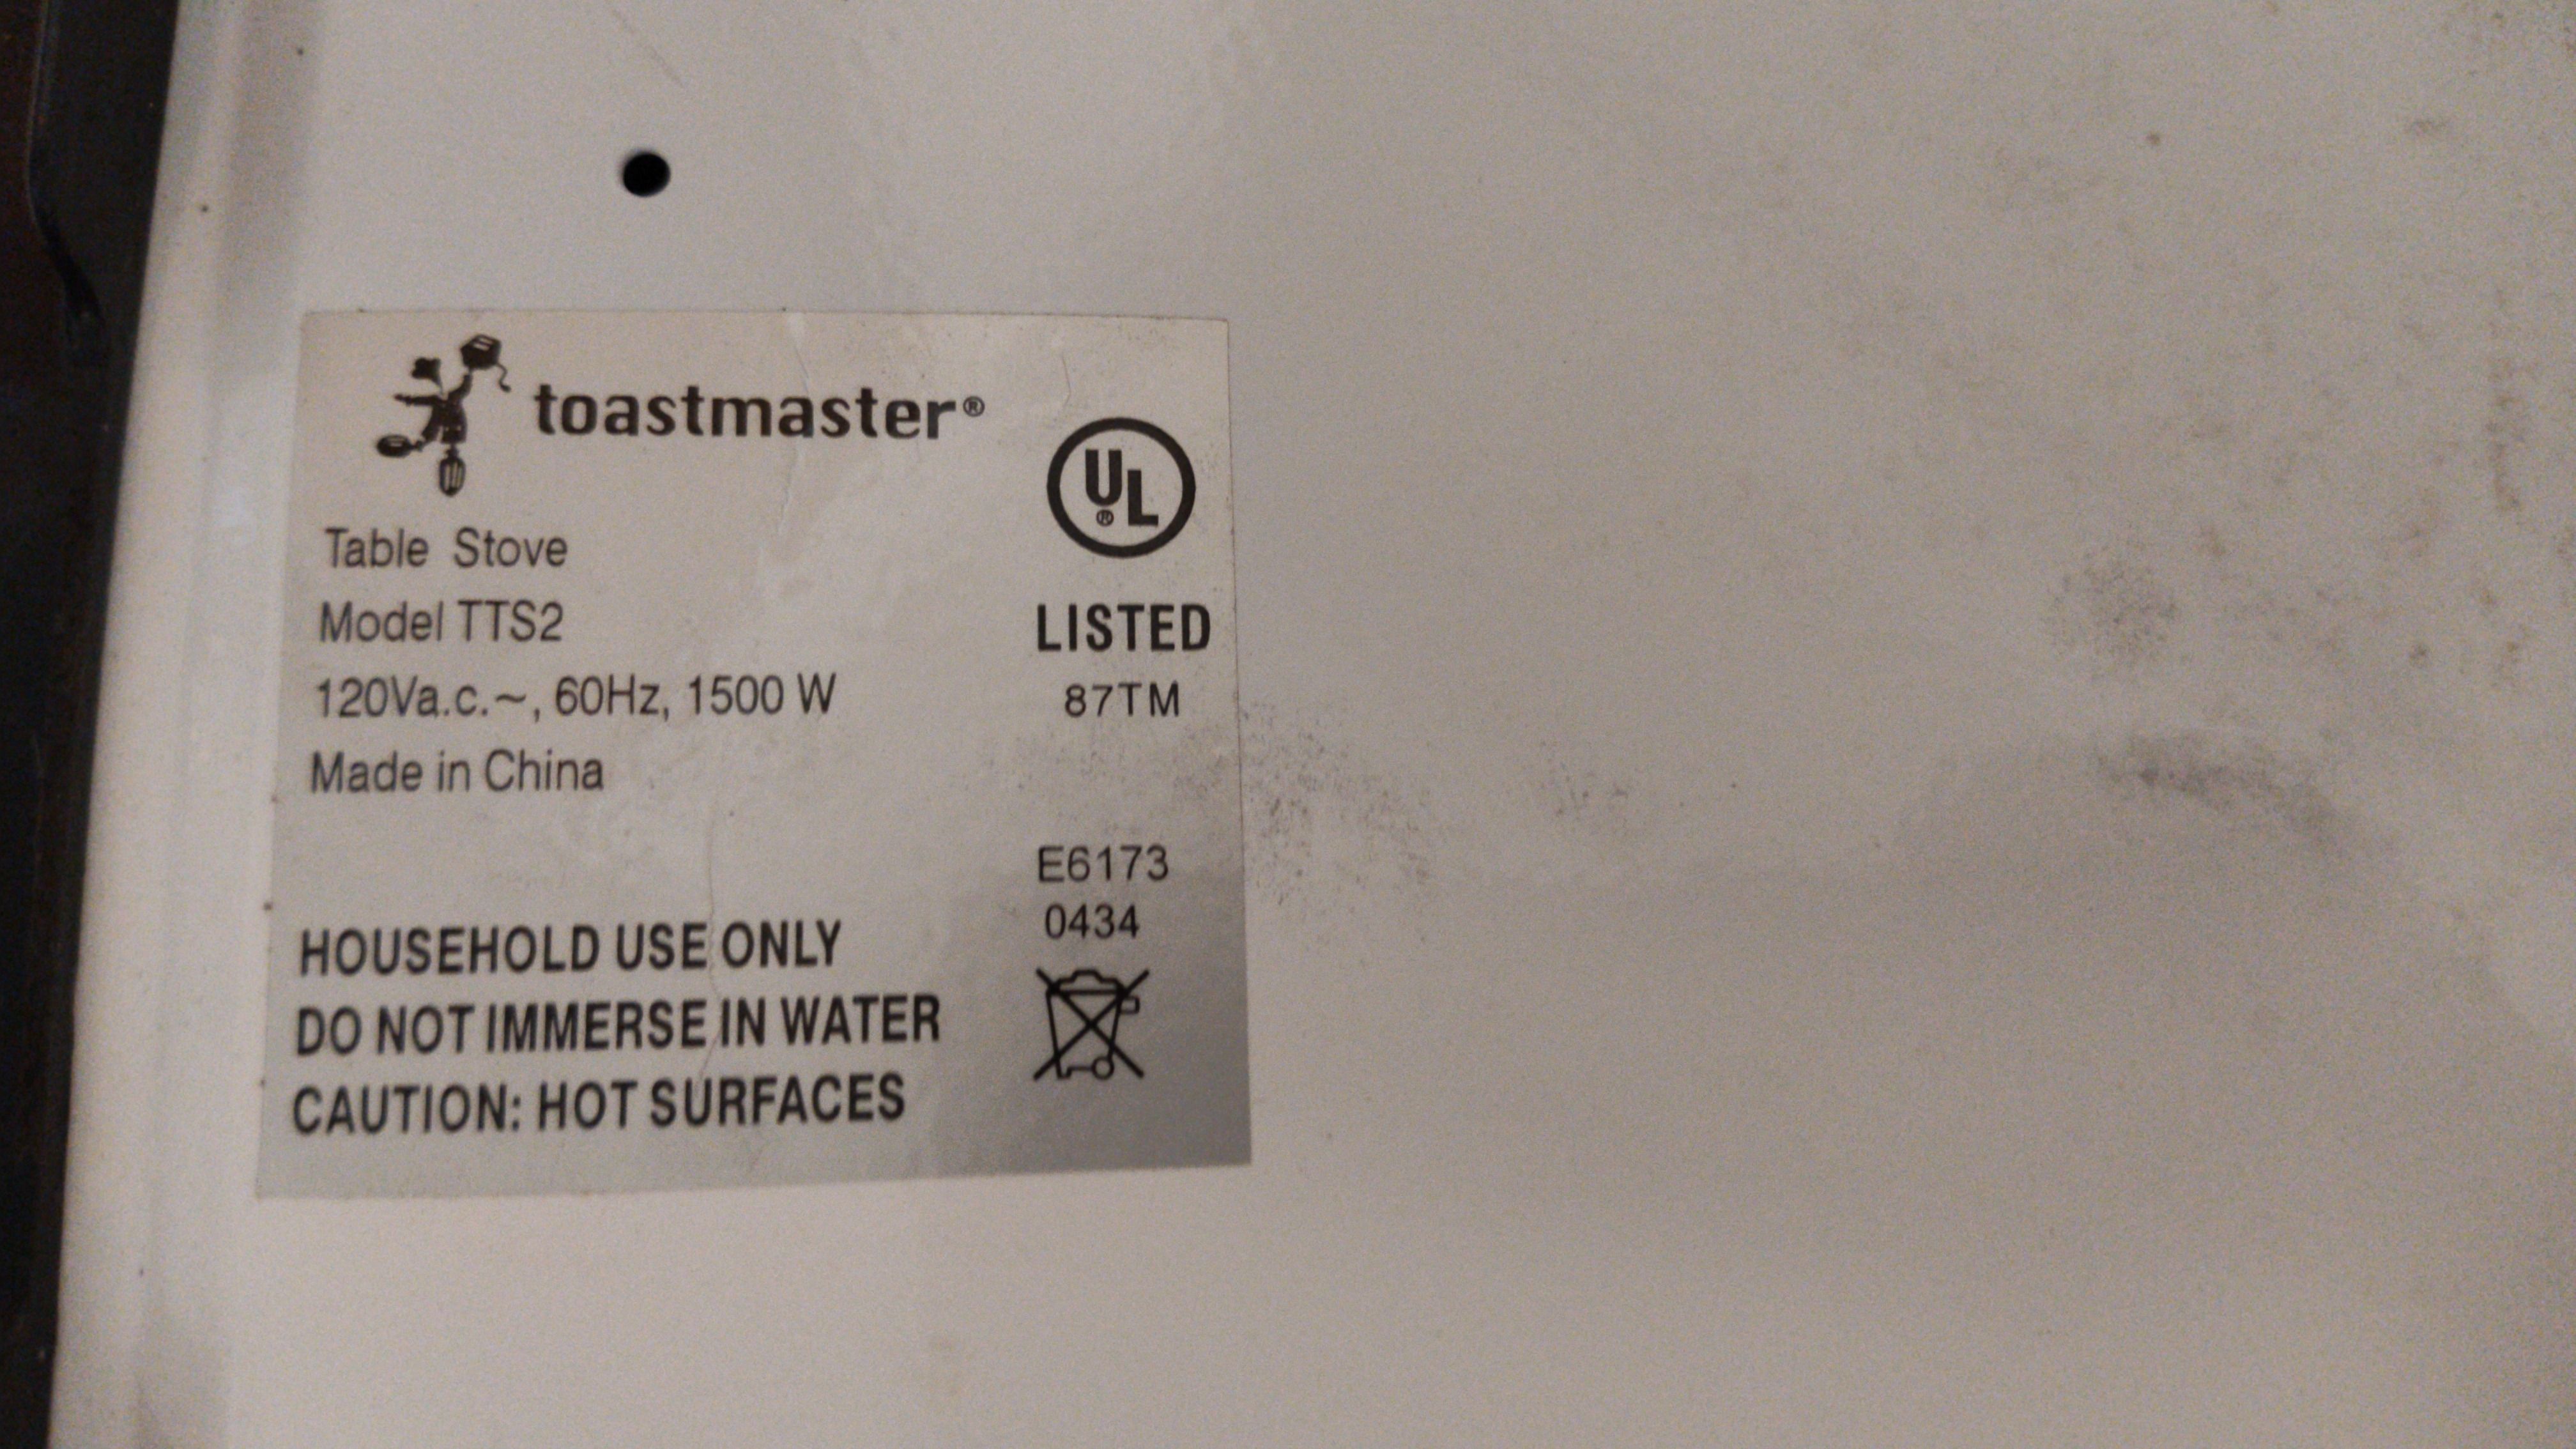 toastmaster®
UL®
LISTED
87TM
Table Stove
Model TTS2
120Va.c.~, 60Hz, 1500 W
Made in China
E6173
0434
HOUSEHOLD USE ONLY
DO NOT IMMERSE IN WATER
CAUTION: HOT SURFACES